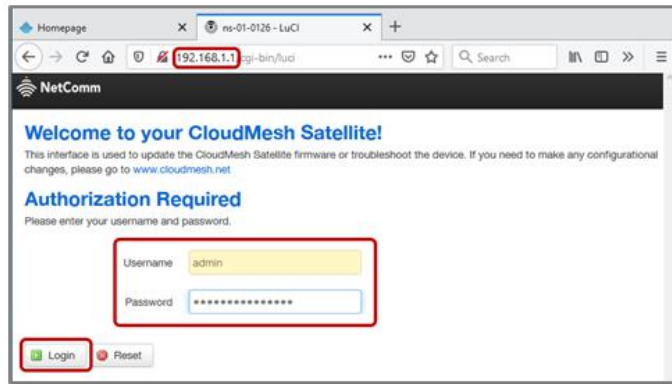 Homepage
ns-01-0126 - LuCI
192.168.1.1/cgi-bin/luci
Search
NetComm
Welcome to your CloudMesh Satellite!
This interface is used to update the CloudMesh Satellite firmware or troubleshoot the device. If you need to make any configurational
changes, please go to www.cloudmesh.net
Authorization Required
Please enter your username and password.
Username admin
Password •••••••••••••••
Login Reset